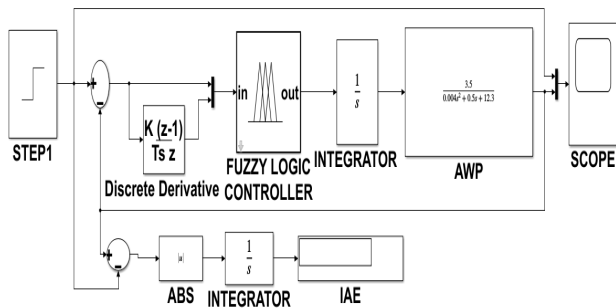 STEP1
+
−
K (z-1)
Ts z
Discrete Derivative
in out
FUZZY LOGIC
CONTROLLER
1
s
INTEGRATOR
3.5
0.004s² + 0.5s + 12.3
AWP
SCOPE
+
−
|u|
ABS
1
s
INTEGRATOR
IAE